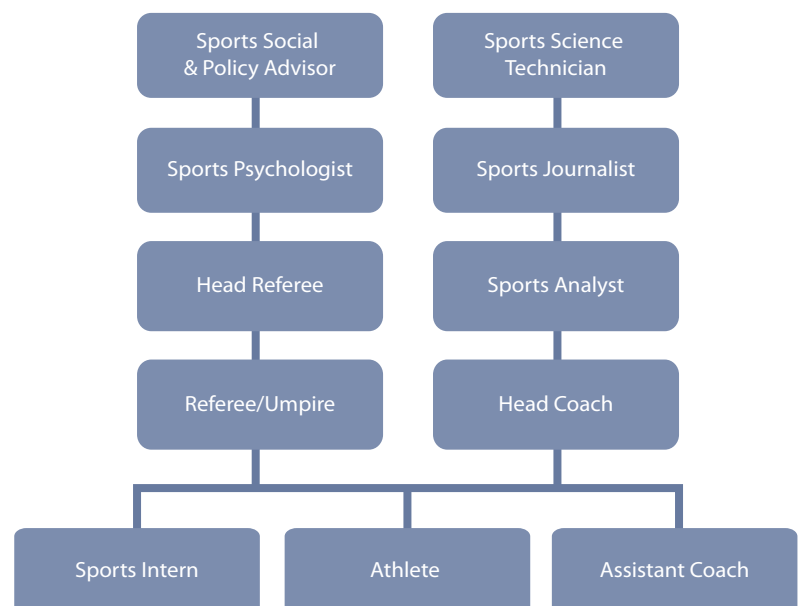 Sports Social
& Policy Advisor
Sports Science
Technician
Sports Psychologist
Sports Journalist
Head Referee
Sports Analyst
Referee/Umpire
Head Coach
Sports Intern
Athlete
Assistant Coach